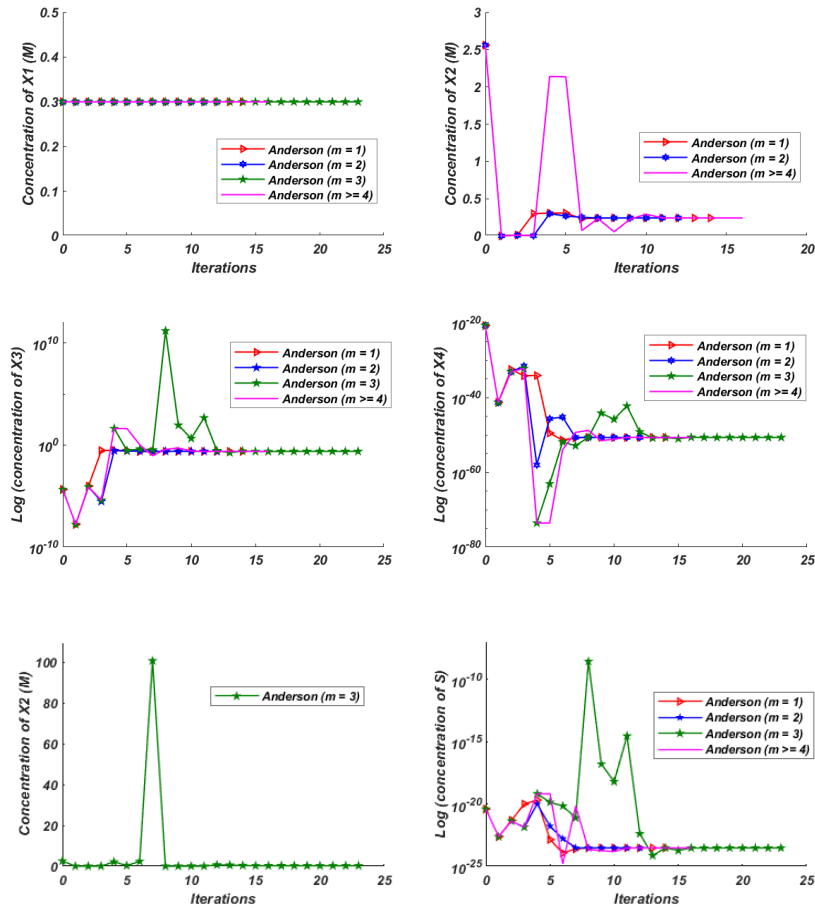 0.5
0.4
0.3
0.2
0.1
0
Concentration of X1 (M)
0 5 10 15 20 25
Iterations
Anderson (m = 1)
Anderson (m = 2)
Anderson (m = 3)
Anderson (m >= 4)
3
2.5
2
1.5
1
0.5
0
Concentration of X2 (M)
0 5 10 15 20
Iterations
Anderson (m = 1)
Anderson (m = 2)
Anderson (m >= 4)
10^10
10^0
10^-10
Log (concentration of X3)
0 5 10 15 20 25
Iterations
Anderson (m = 1)
Anderson (m = 2)
Anderson (m = 3)
Anderson (m >= 4)
10^-20
10^-40
10^-60
10^-80
Log (concentration of X4)
0 5 10 15 20 25
Iterations
Anderson (m = 1)
Anderson (m = 2)
Anderson (m = 3)
Anderson (m >= 4)
100
80
60
40
20
0
Concentration of X2 (M)
0 5 10 15 20 25
Iterations
Anderson (m = 3)
10^-10
10^-15
10^-20
10^-25
Log (concentration of S)
0 5 10 15 20 25
Iterations
Anderson (m = 1)
Anderson (m = 2)
Anderson (m = 3)
Anderson (m >= 4)